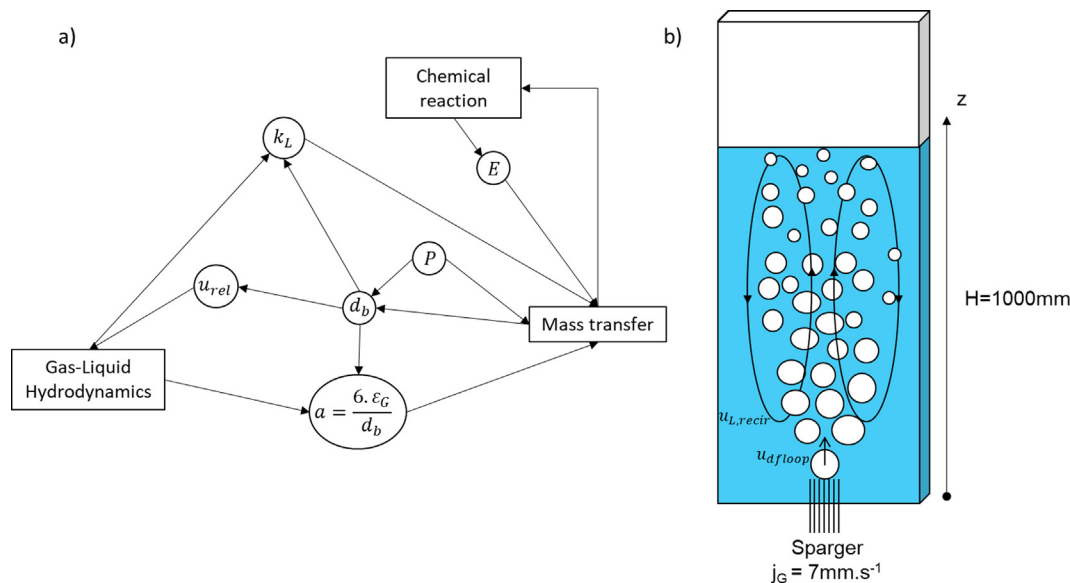 a)
Chemical
reaction
k_L
E
P
u_rel
d_b
Mass transfer
Gas-Liquid
Hydrodynamics
a = 6. ε_G / d_b
b)
z
H=1000mm
u_L,recir
u_dfloop
Sparger
j_G = 7mm.s⁻¹